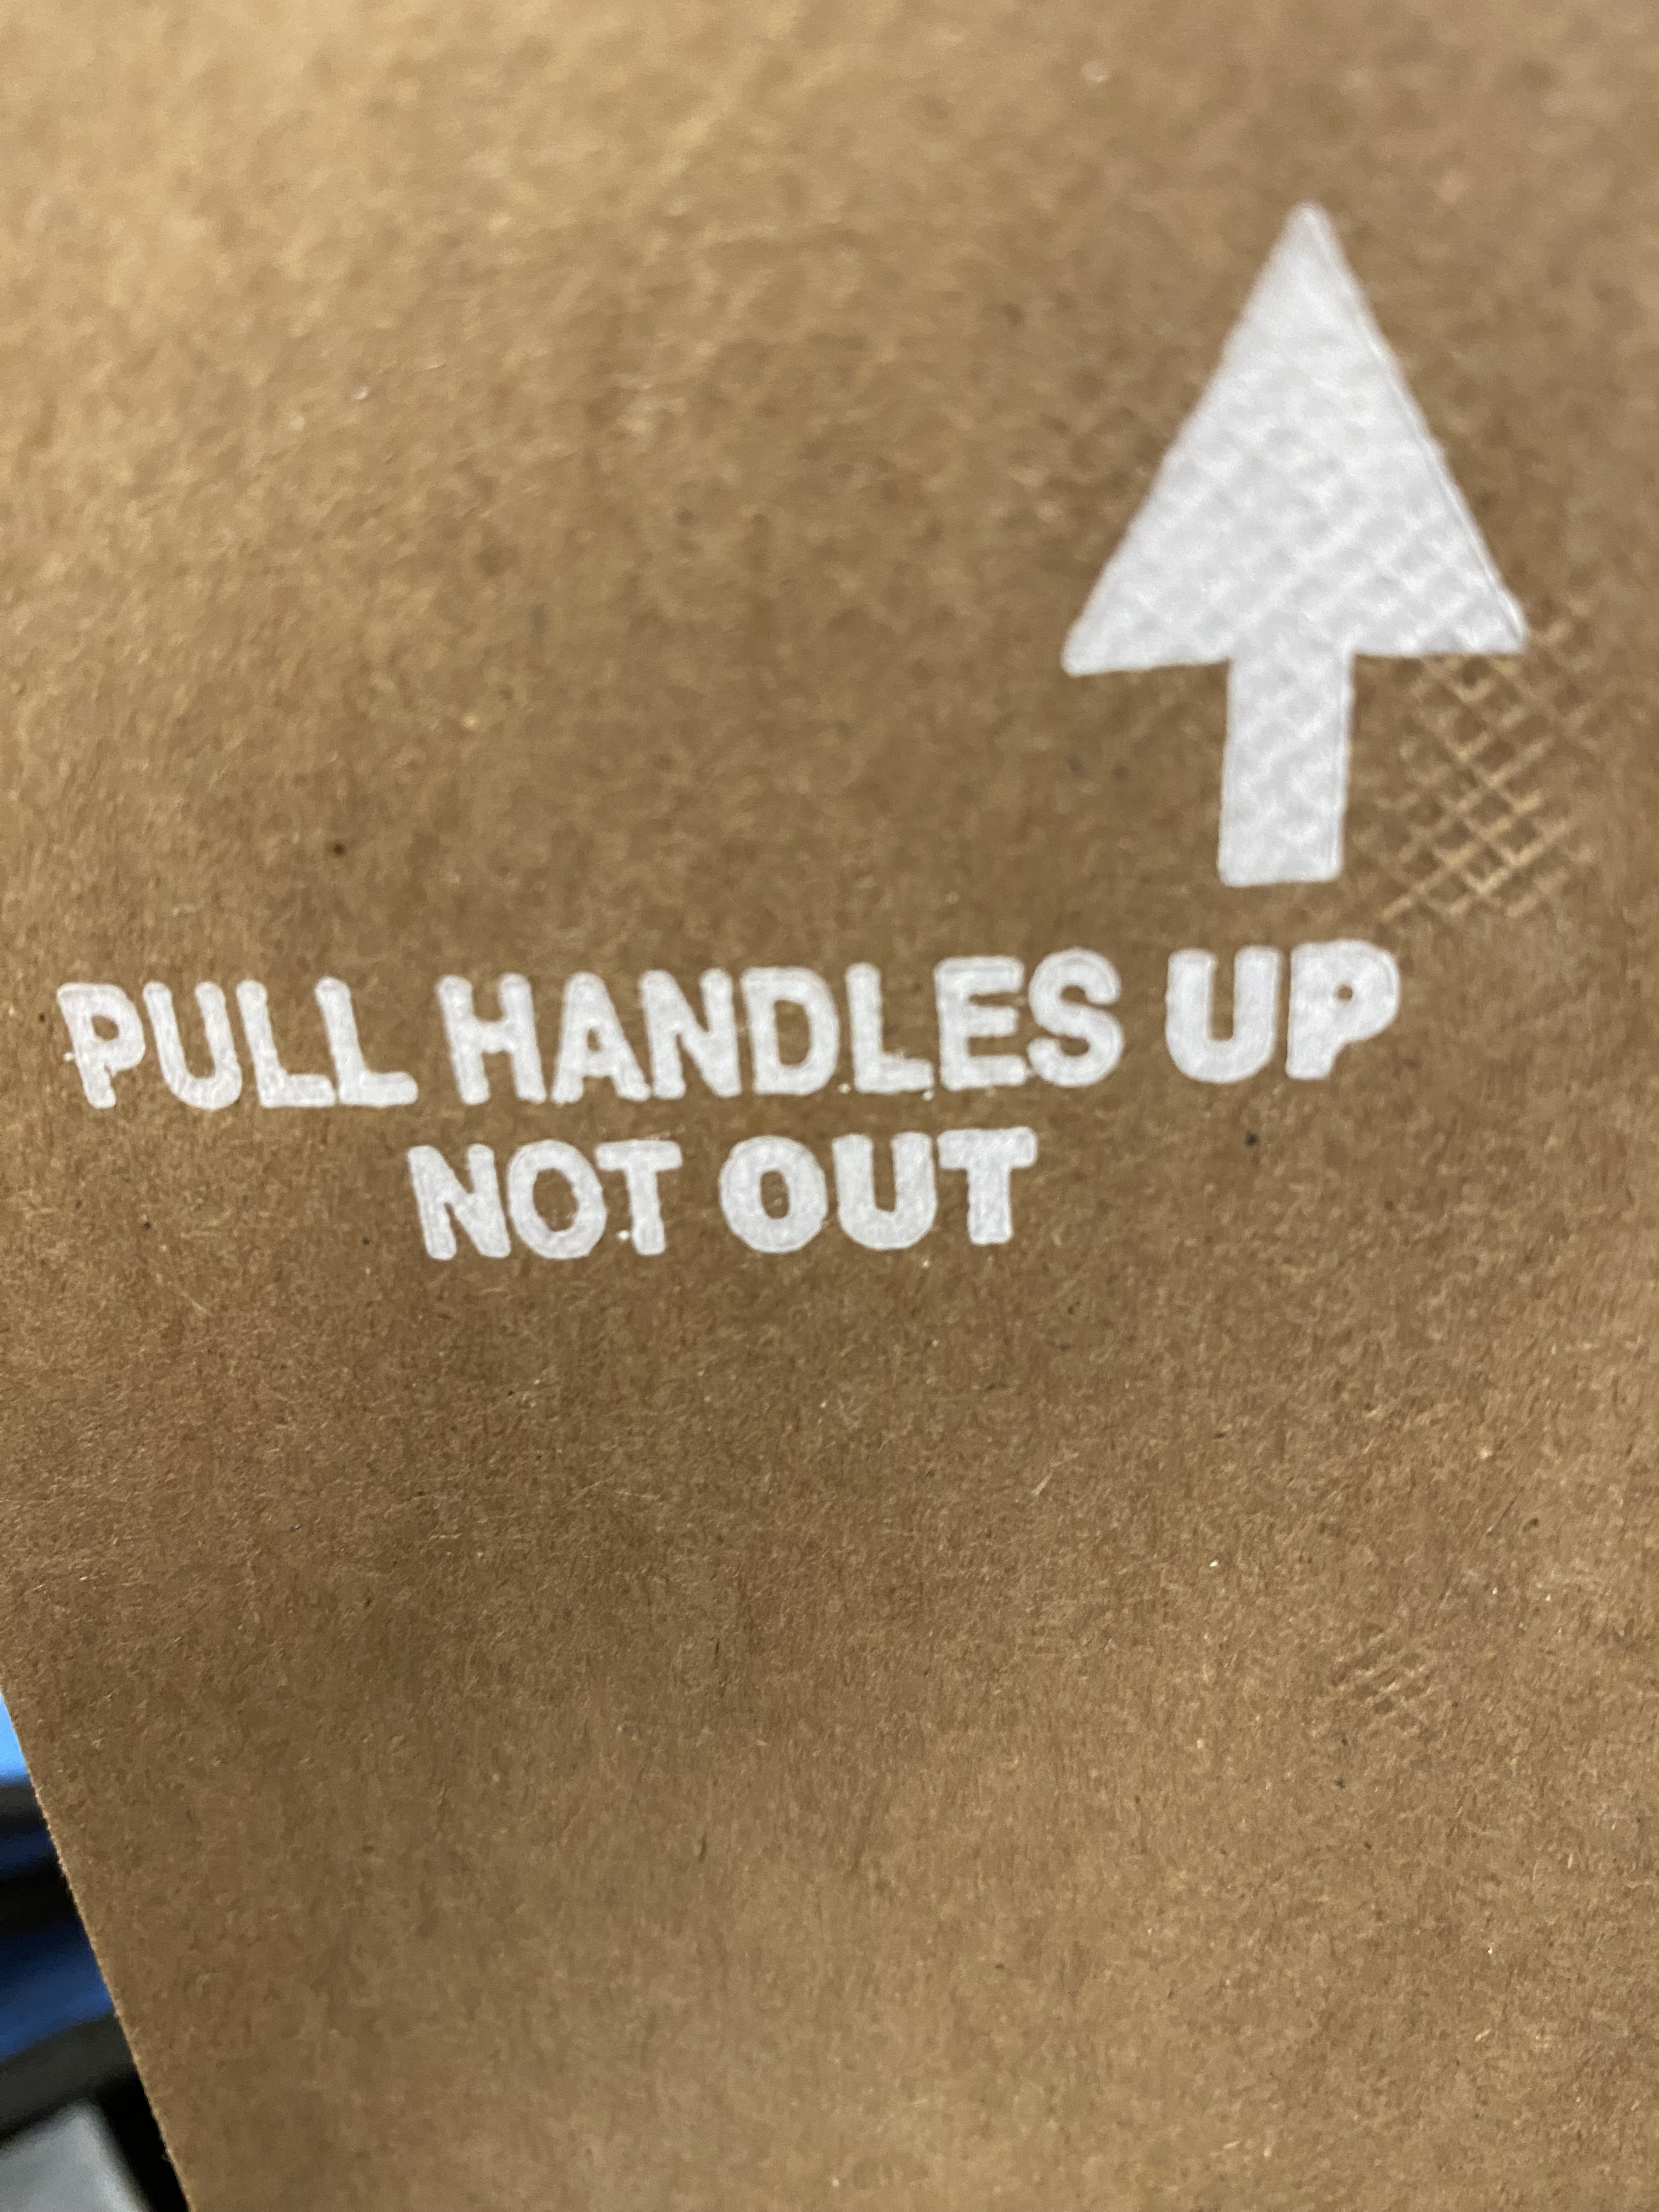 PULL HANDLES UP
NOT OUT